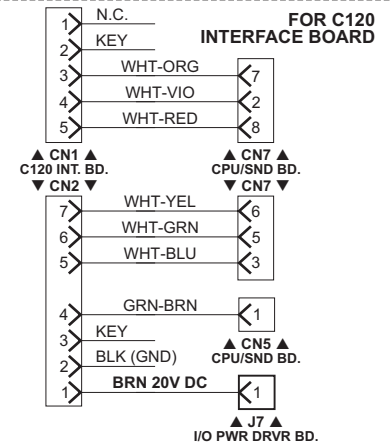 FOR C120
INTERFACE BOARD
1 N.C.
2 KEY
3 WHT-ORG 7
4 WHT-VIO 2
5 WHT-RED 8
▲ CN1 ▲ ▲ CN7 ▲
C120 INT. BD. CPU/SND BD.
▼ CN2 ▼ ▼ CN7 ▼
7 WHT-YEL 6
6 WHT-GRN 5
5 WHT-BLU 3
4 GRN-BRN 1
3 KEY
▲ CN5 ▲
2 BLK (GND)
CPU/SND BD.
1 BRN 20V DC 1
▲ J7 ▲
I/O PWR DRVR BD.